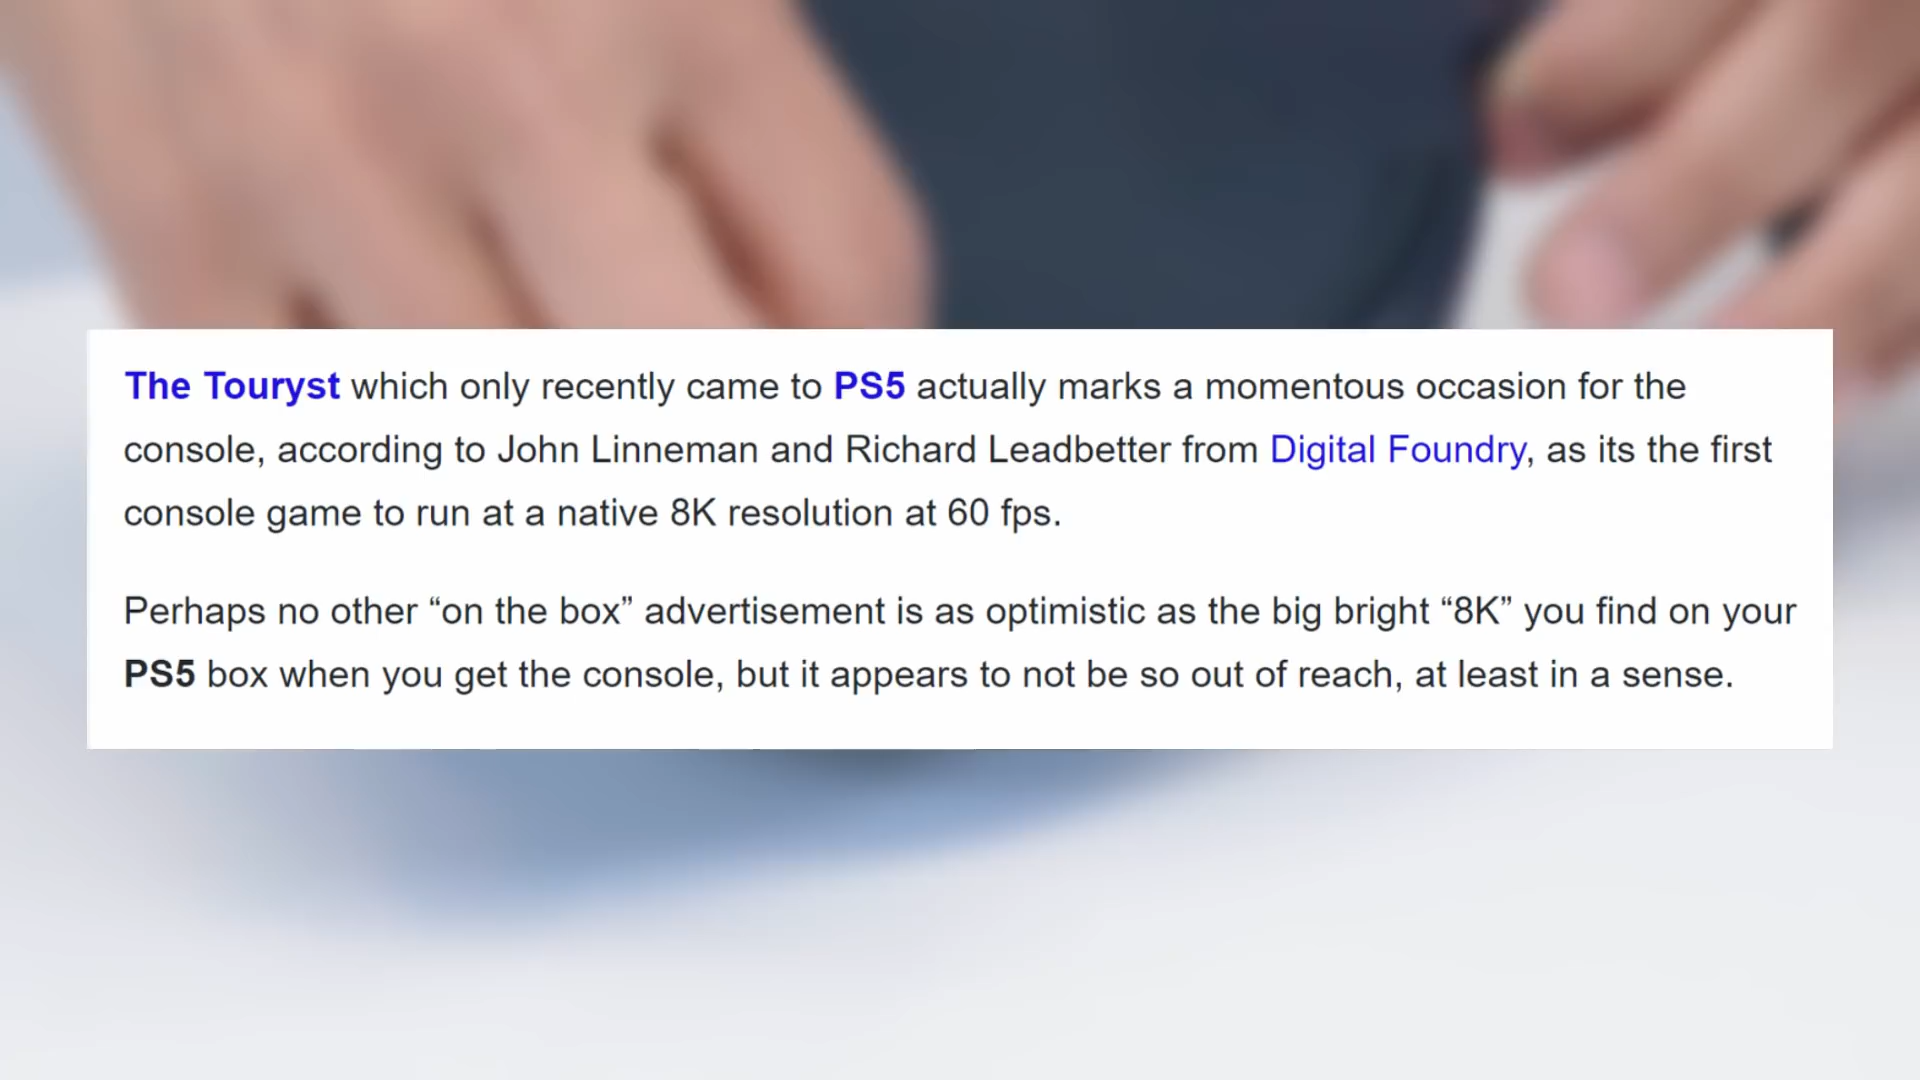 The Touryst which only recently came to PS5 actually marks a momentous occasion for the
console, according to John Linneman and Richard Leadbetter from Digital Foundry, as its the first
console game to run at a native 8K resolution at 60 fps.
Perhaps no other “on the box” advertisement is as optimistic as the big bright “8K” you find on your
PS5 box when you get the console, but it appears to not be so out of reach, at least in a sense.